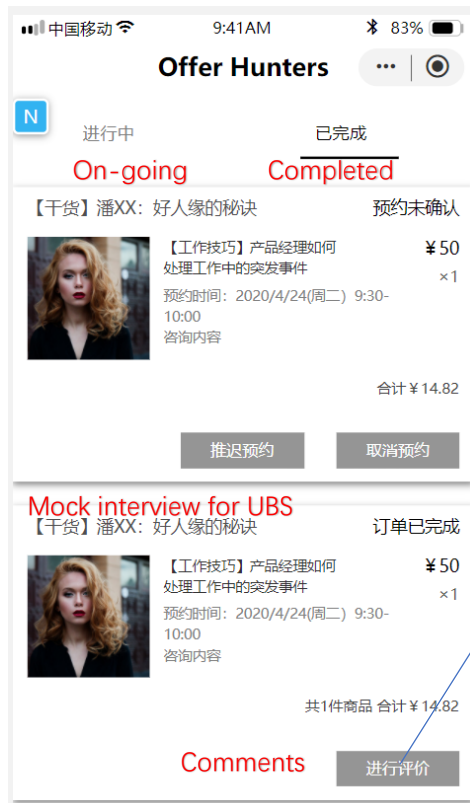 中国移动 9:41AM 83%
Offer Hunters
N
进行中 已完成
On-going Completed
【干货】潘XX：好人缘的秘诀 预约未确认
【工作技巧】产品经理如何 ¥50
处理工作中的突发事件 ×1
预约时间：2020/4/24(周二) 9:30-
10:00
咨询内容
合计¥14.82
推迟预约 取消预约
Mock interview for UBS
【干货】潘XX：好人缘的秘诀 订单已完成
【工作技巧】产品经理如何 ¥50
处理工作中的突发事件 ×1
预约时间：2020/4/24(周二) 9:30-
10:00
咨询内容
共1件商品 合计¥14.82
Comments 进行评价